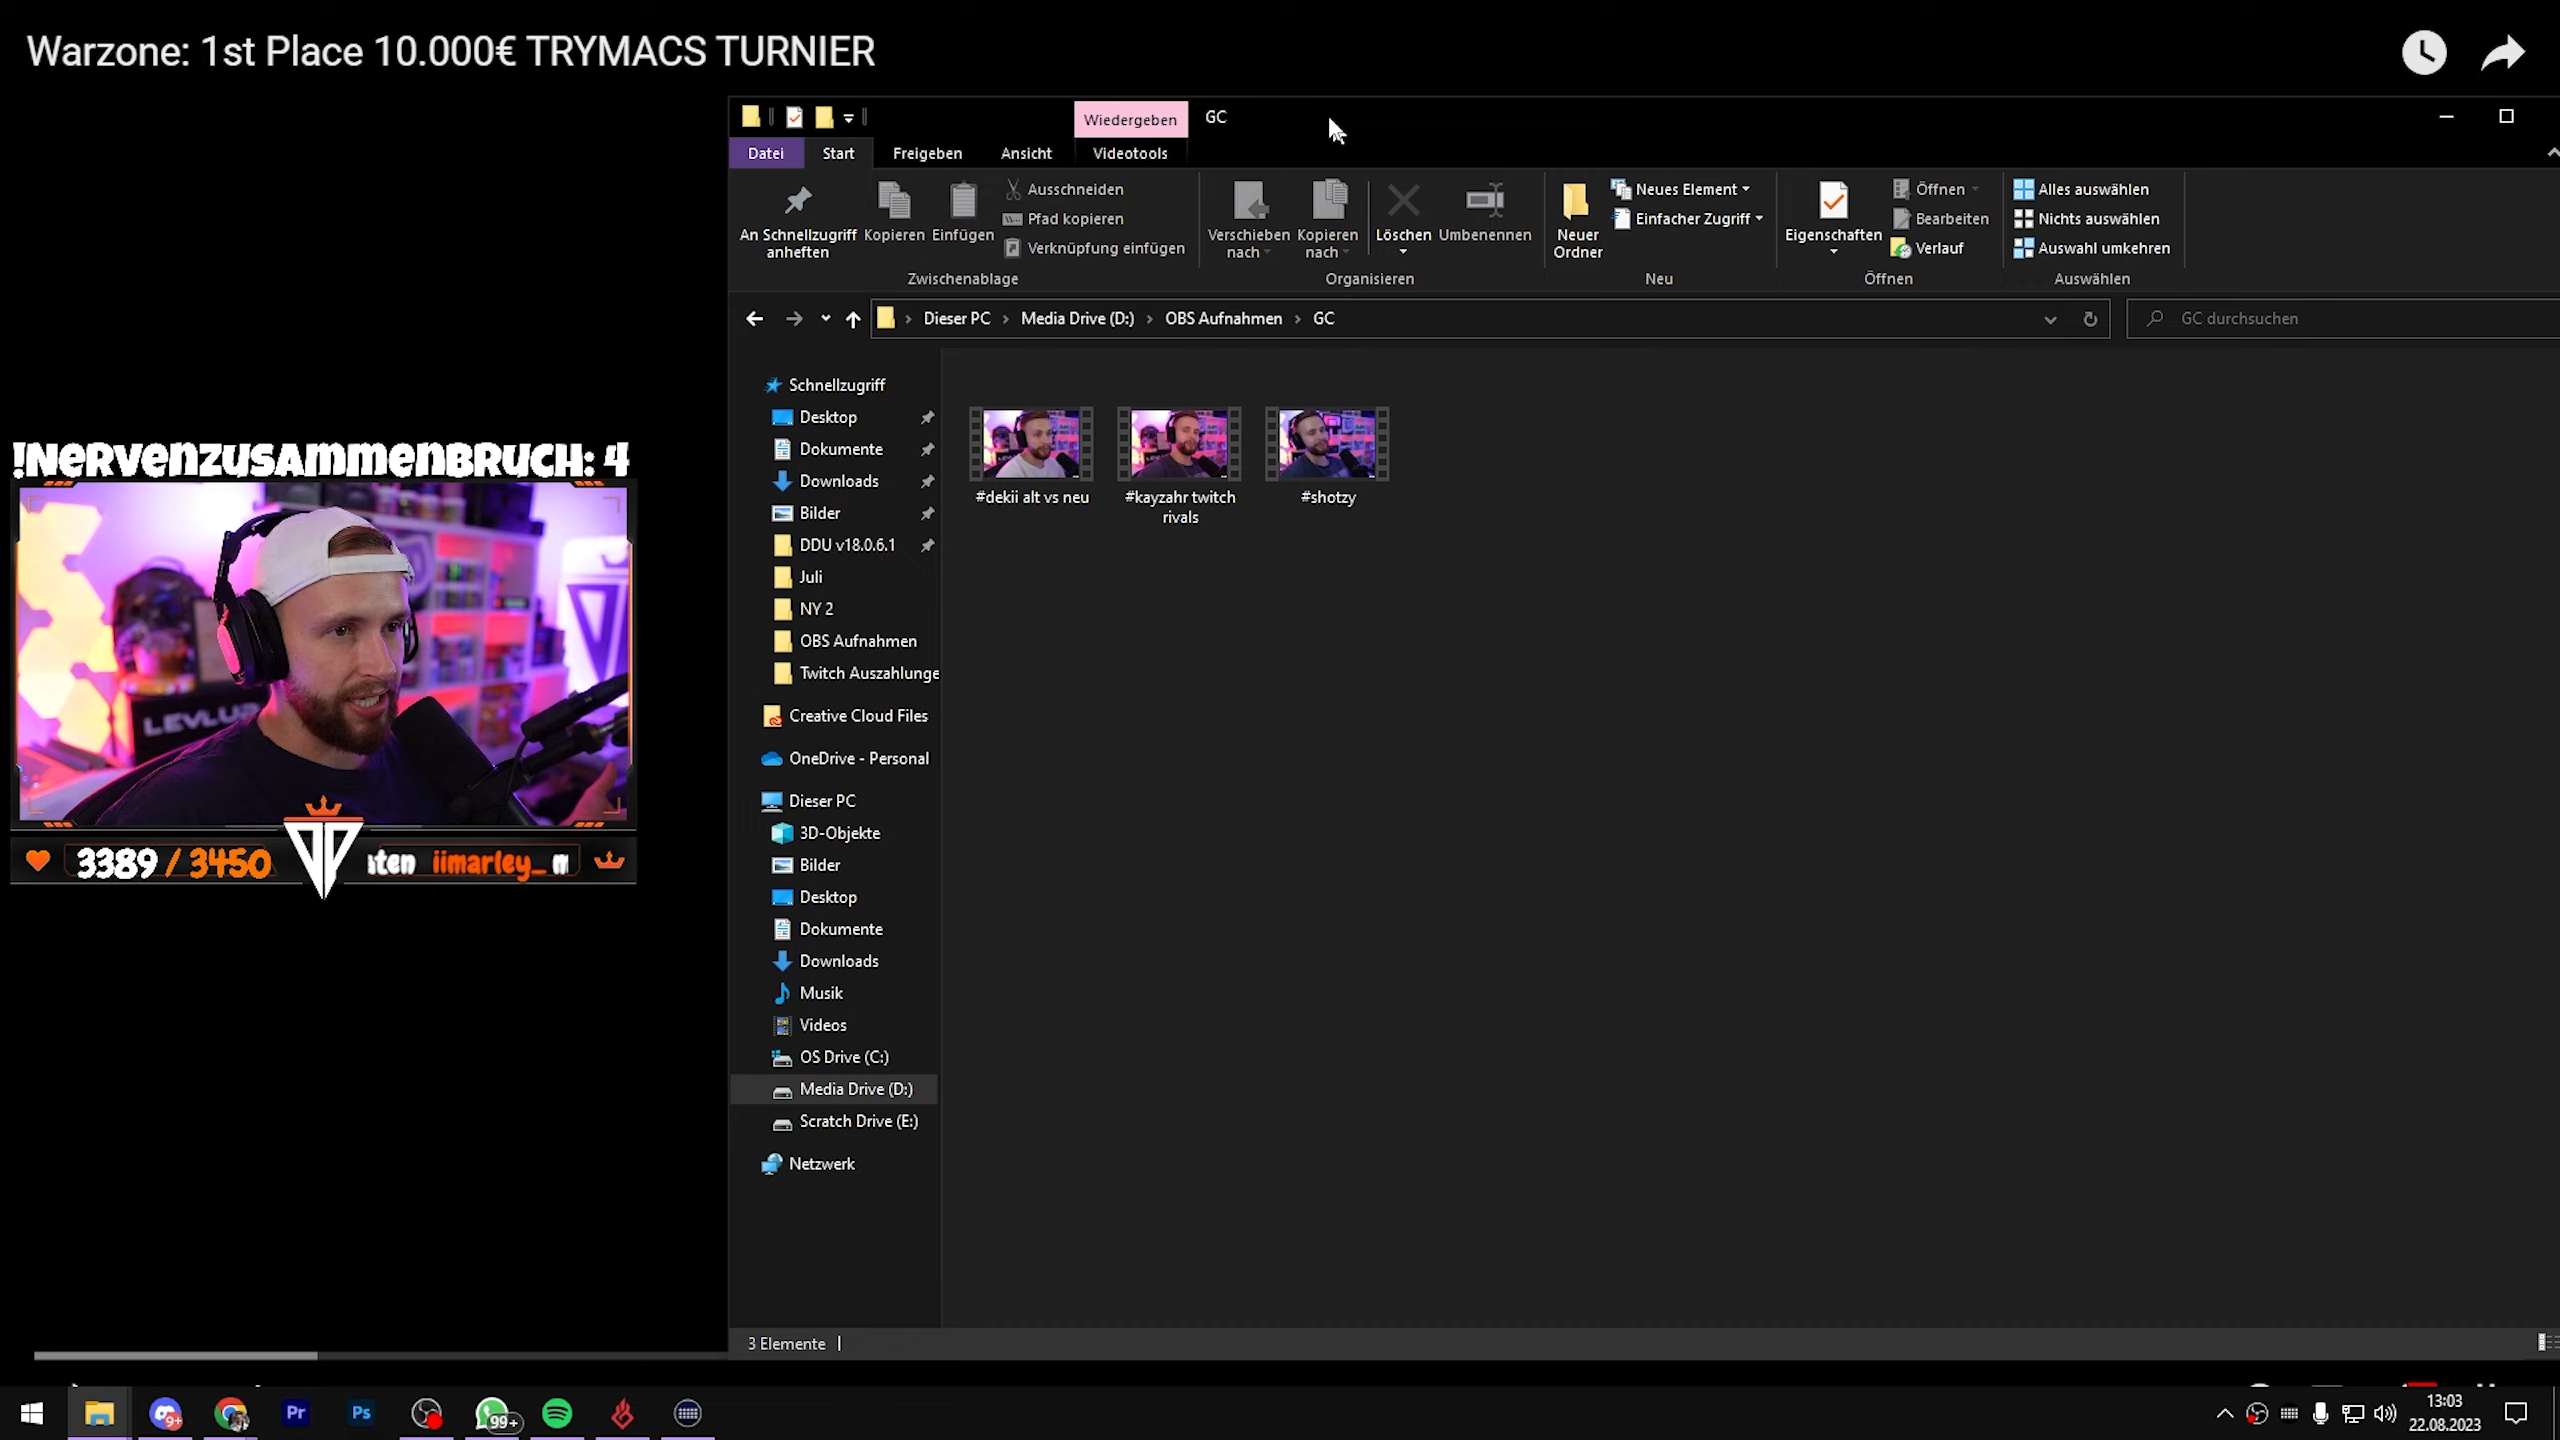 Warzone: 1st Place 10.000€ TRYMACS TURNIER
Wiedergeben
GC
Datei
Start
Freigeben
Ansicht
Videotools
An Schnellzugriff
anheften
Kopieren
Einfügen
Ausschneiden
Pfad kopieren
Verknüpfung einfügen
Zwischenablage
Verschieben
nach
Kopieren
nach
Löschen
Umbenennen
Organisieren
Neuer
Ordner
Neues Element
Einfacher Zugriff
Neu
Eigenschaften
Öffnen
Bearbeiten
Verlauf
Öffnen
Alles auswählen
Nichts auswählen
Auswahl umkehren
Auswählen
Dieser PC
Media Drive (D:)
OBS Aufnahmen
GC
GC durchsuchen
Schnellzugriff
Desktop
Dokumente
Downloads
Bilder
DDU v18.0.6.1
Juli
NY 2
OBS Aufnahmen
Twitch Auszahlunge
Creative Cloud Files
OneDrive - Personal
Dieser PC
3D-Objekte
Bilder
Desktop
Dokumente
Downloads
Musik
Videos
OS Drive (C:)
Media Drive (D:)
Scratch Drive (E:)
Netzwerk
#dekii alt vs neu
#kayzahr twitch
rivals
#shotzy
3 Elemente
!Nervenzusammenbruch: 4
LEVLUP
3389 / 3450
iimarley_ m
9+
Pr
Ps
99+
13:03
22.08.2023